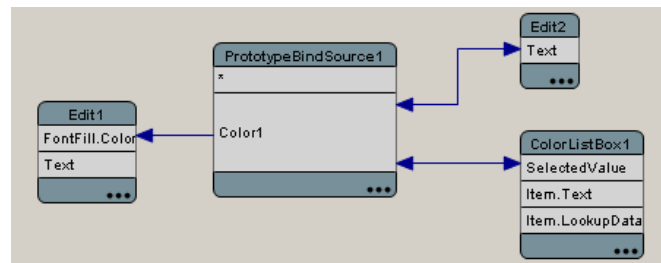 Edit2
Text
PrototypeBindSource1
*
Color1
Edit1
FontFill.Color
Text
ColorListBox1
SelectedValue
Item.Text
Item.LookupData